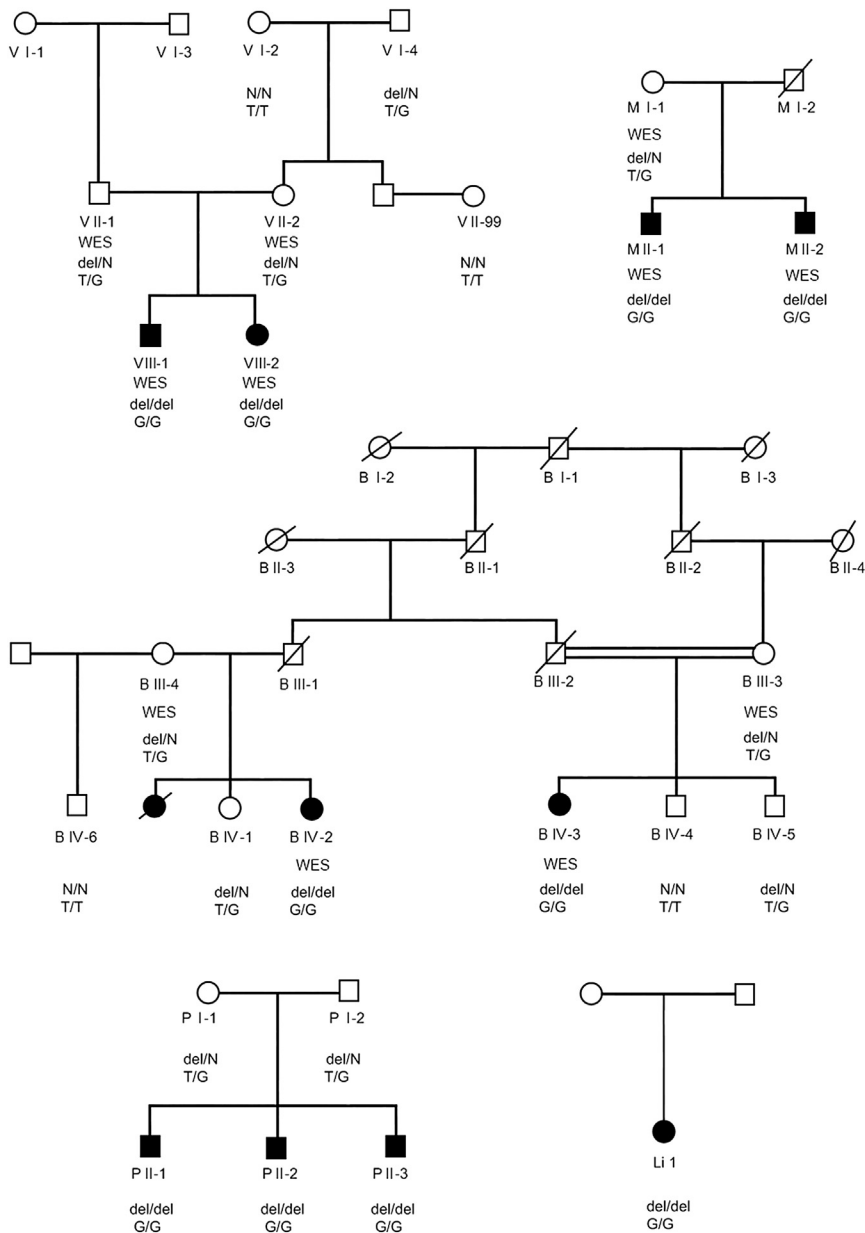 V I-1
V I-3
V I-2
N/N
T/T
V I-4
del/N
T/G
V II-1
WES
del/N
T/G
V II-2
WES
del/N
T/G
V II-99
N/N
T/T
VIII-1
WES
del/del
G/G
VIII-2
WES
del/del
G/G
M I-1
WES
del/N
T/G
M I-2
M II-1
WES
del/del
G/G
M II-2
WES
del/del
G/G
B I-2
B I-1
B I-3
B II-3
B II-1
B II-2
B II-4
B III-4
WES
del/N
T/G
B III-1
B III-2
B III-3
WES
del/N
T/G
B IV-6
N/N
T/T
B IV-1
del/N
T/G
B IV-2
WES
del/del
G/G
B IV-3
WES
del/del
G/G
B IV-4
N/N
T/T
B IV-5
del/N
T/G
P I-1
del/N
T/G
P I-2
del/N
T/G
P II-1
del/del
G/G
P II-2
del/del
G/G
P II-3
del/del
G/G
Li 1
del/del
G/G